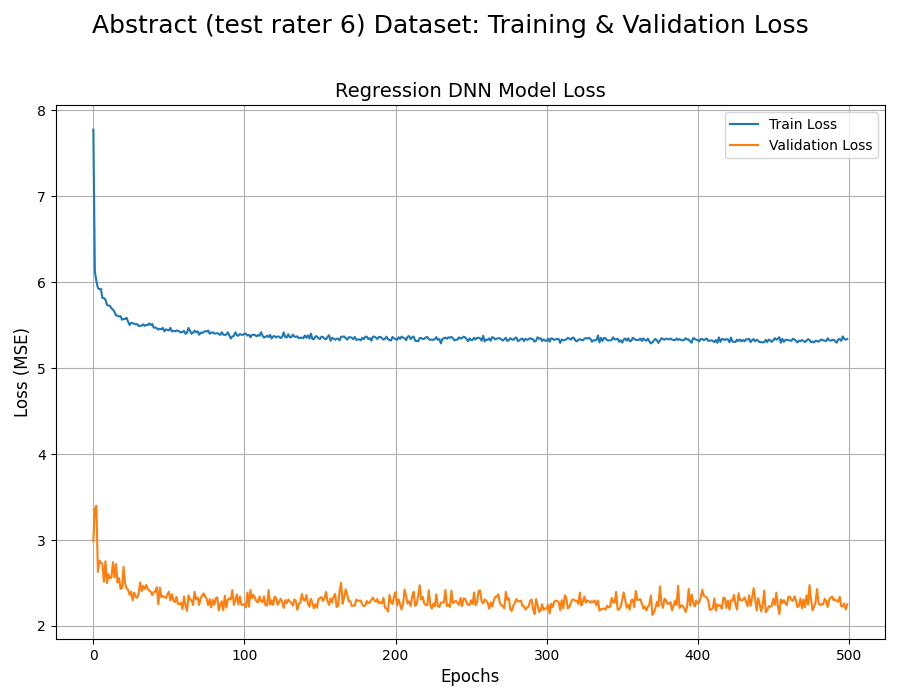 Abstract (test rater 6) Dataset: Training & Validation Loss
Regression DNN Model Loss
Train Loss
Validation Loss
8
7
6
5
4
3
2
Loss (MSE)
0 100 200 300 400 500
Epochs